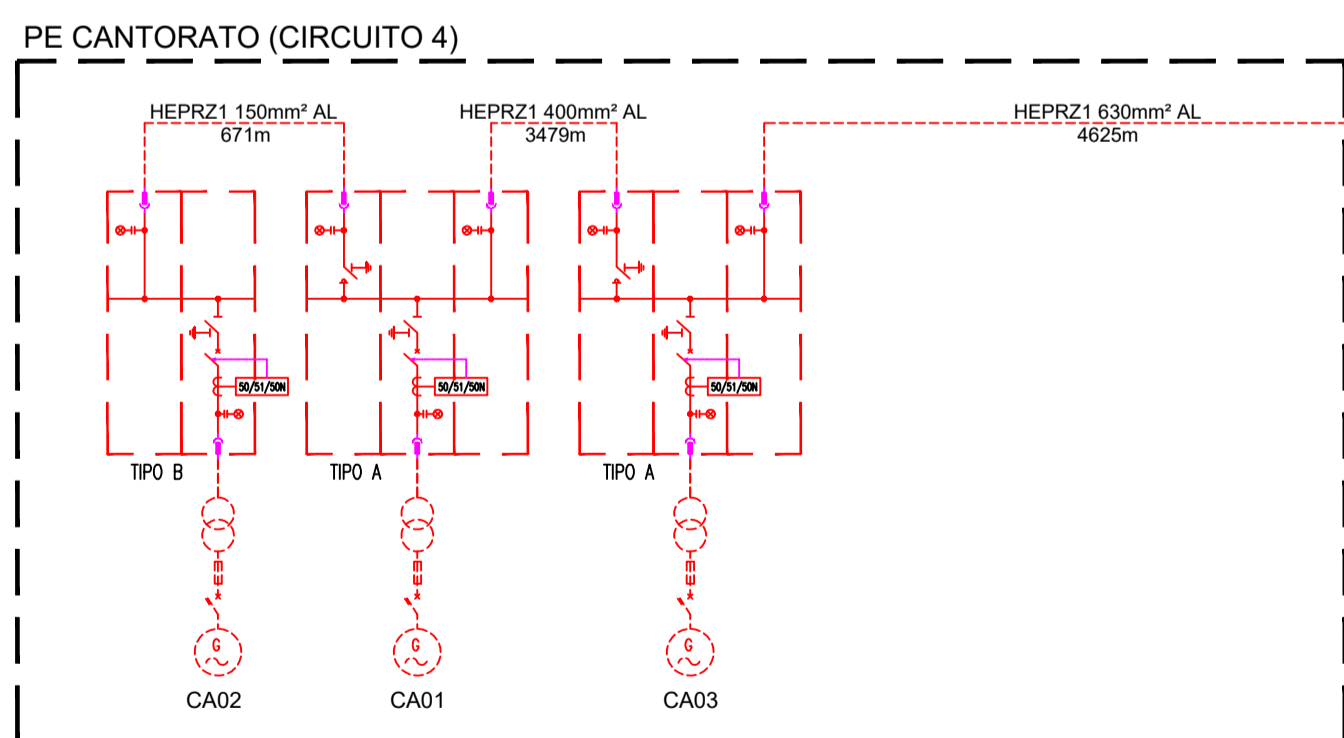 PE CANTORATO (CIRCUITO 4)
HEPRZ1 150mm² AL
671m
HEPRZ1 400mm² AL
3479m
HEPRZ1 630mm² AL
4625m
50/51/50N
50/51/50N
50/51/50N
TIPO B
TIPO A
TIPO A
G
G
G
CA02
CA01
CA03